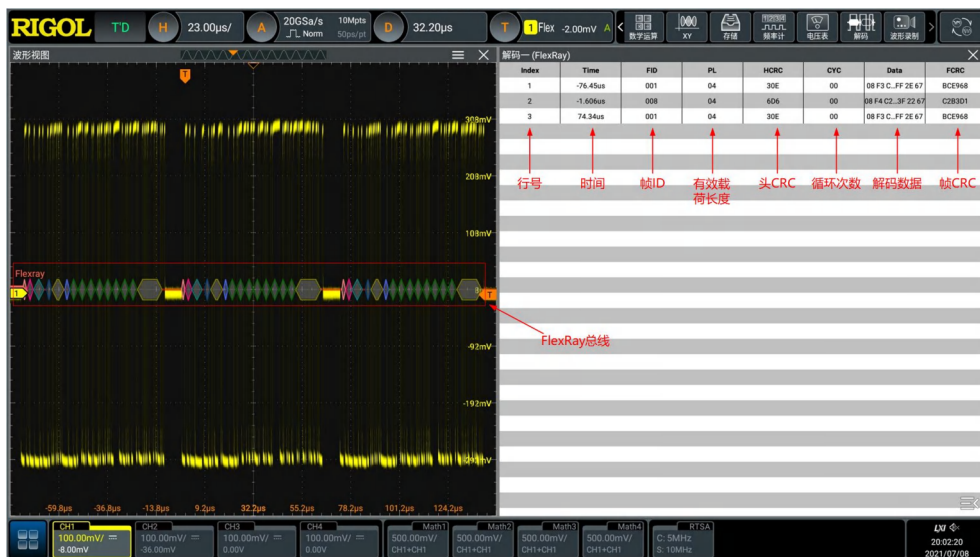 RIGOL
T'D
H 23.00μs/
A 20GSa/s 10Mpts
Norm 50ps/pt
D 32.20μs
T 1 Flex -2.00mV A
数学运算 XY 存储 频率计 电压表 解码 波形录制
波形视图
T
308mV
208mV
108mV
Flexray
1
T
-92mV
-192mV
-59.8μs -36.8μs -13.8μs 9.2μs 32.2μs 55.2μs 78.2μs 101.2μs 124.2μs
解码一 (FlexRay)
Index Time FID PL HCRC CYC Data FCRC
1 -76.45us 001 04 30E 00 08 F3 C...FF 2E 67 BCE968
2 -1.606us 008 04 6D6 00 08 F4 C2...3F 22 67 C2B3D1
3 74.34us 001 04 30E 00 08 F3 C...FF 2E 67 BCE968
行号 时间 帧ID 有效载 头CRC 循环次数 解码数据 帧CRC
荷长度
FlexRay总线
CH1
100.00mV/
-8.00mV
CH2
100.00mV/
-36.00mV
CH3
100.00mV/
0.00V
CH4
100.00mV/
0.00V
Math1
500.00mV/
CH1+CH1
Math2
500.00mV/
CH1+CH1
Math3
500.00mV/
CH1+CH1
Math4
500.00mV/
CH1+CH1
RTSA
C: 5MHz
S: 10MHz
LXI
20:02:20
2021/07/08